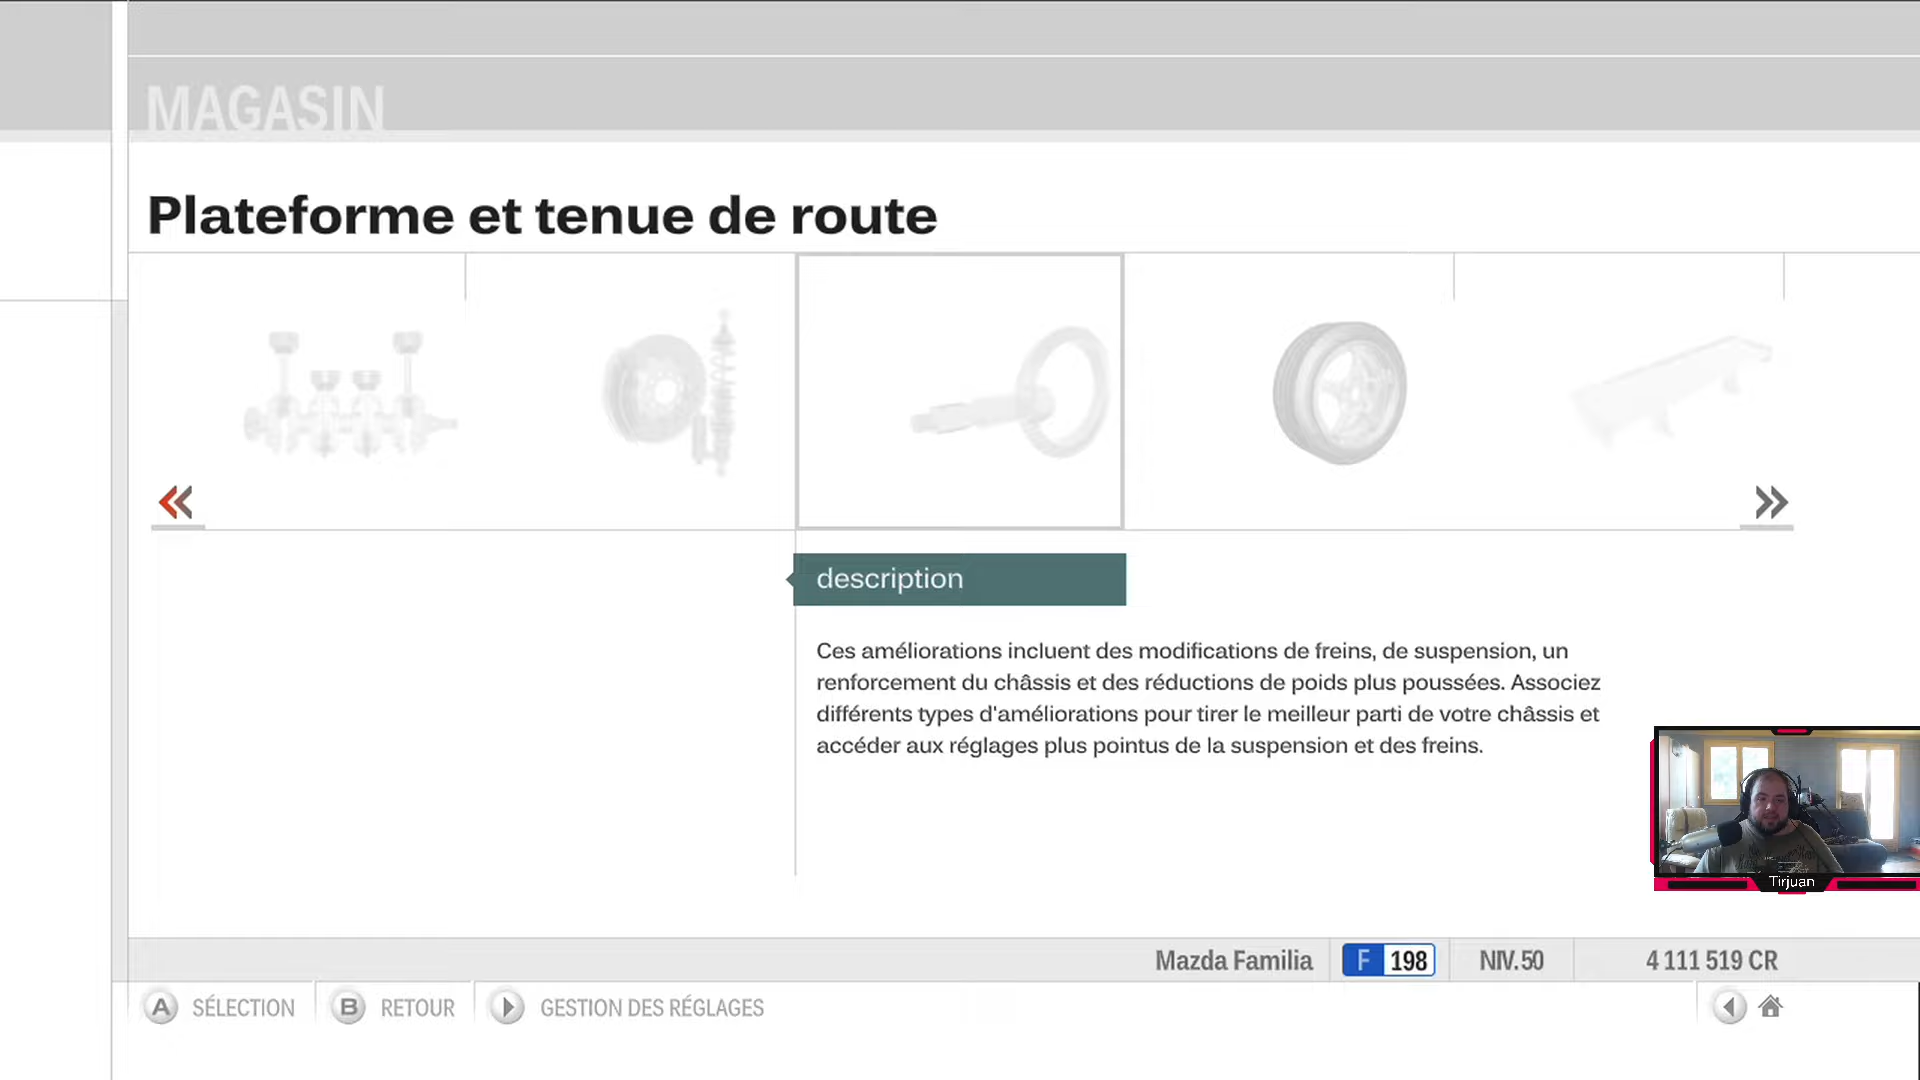 MAGASIN
Plateforme et tenue de route
description
Ces améliorations incluent des modifications de freins, de suspension, un
renforcement du châssis et des réductions de poids plus poussées. Associez
différents types d'améliorations pour tirer le meilleur parti de votre châssis et
accéder aux réglages plus pointus de la suspension et des freins.
Tirjuan
Mazda Familia F 198 NIV.50 4 111 519 CR
A SÉLECTION B RETOUR GESTION DES RÉGLAGES